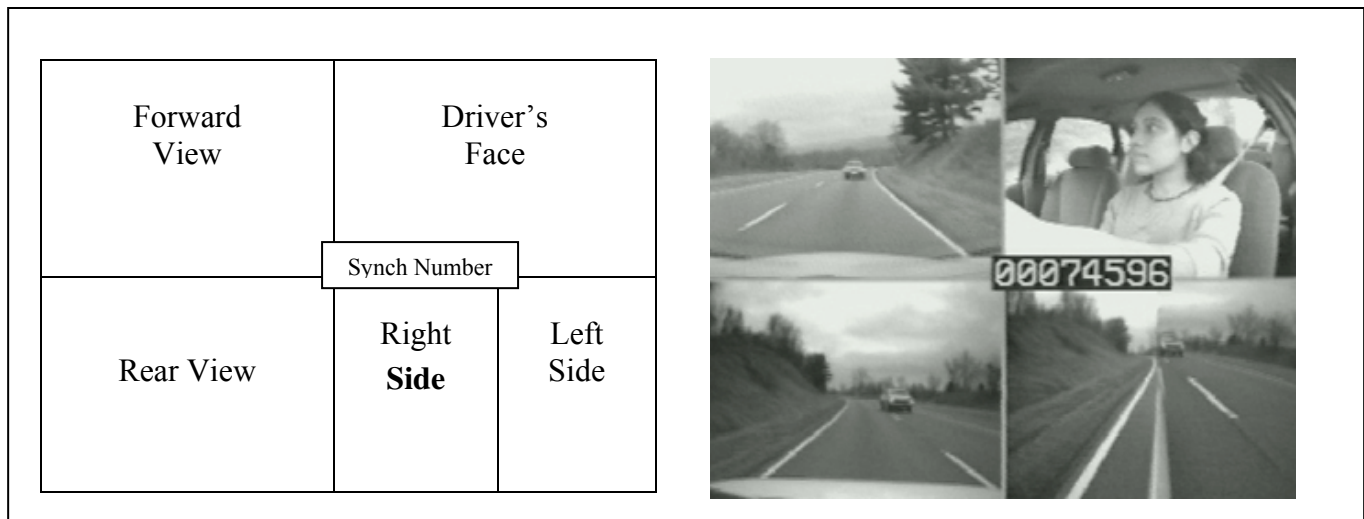 Forward
View
Driver’s
Face
Synch Number
Rear View
Right
Side
Left
Side
00074596